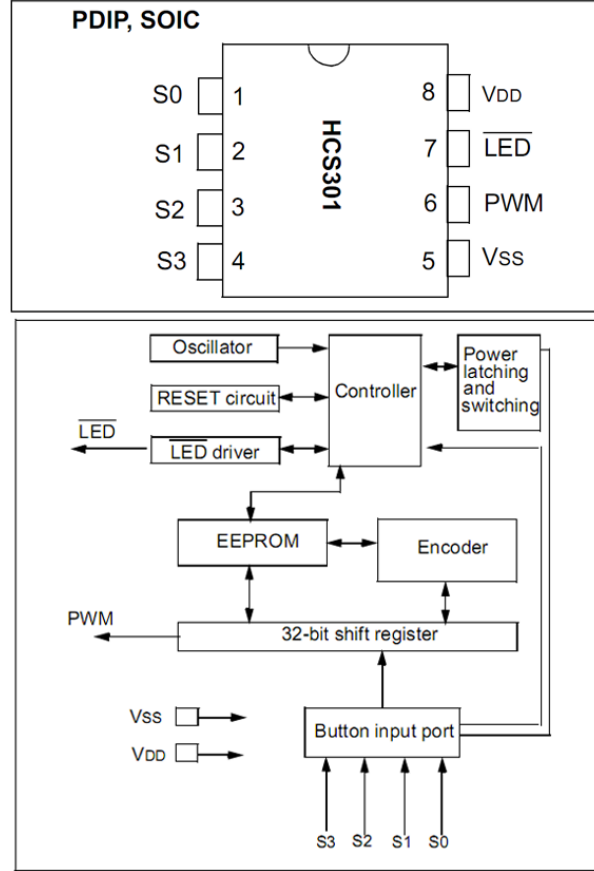 PDIP, SOIC
S0 1
S1 2
S2 3
S3 4
HCS301
8 VDD
7 LED
6 PWM
5 VSS
Oscillator
RESET circuit
LED
LED driver
Controller
Power
latching
and
switching
EEPROM
Encoder
PWM
32-bit shift register
VSS
VDD
Button input port
S3 S2 S1 S0